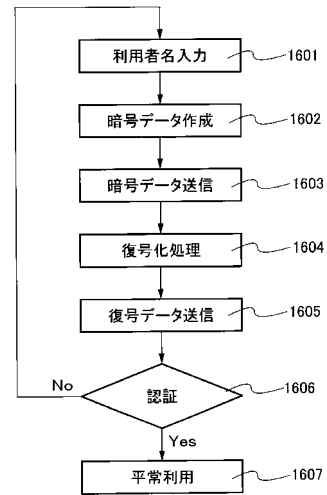 利用者名入力 1601
暗号データ作成 1602
暗号データ送信 1603
復号化処理 1604
復号データ送信 1605
No 認証 1606
Yes
平常利用 1607